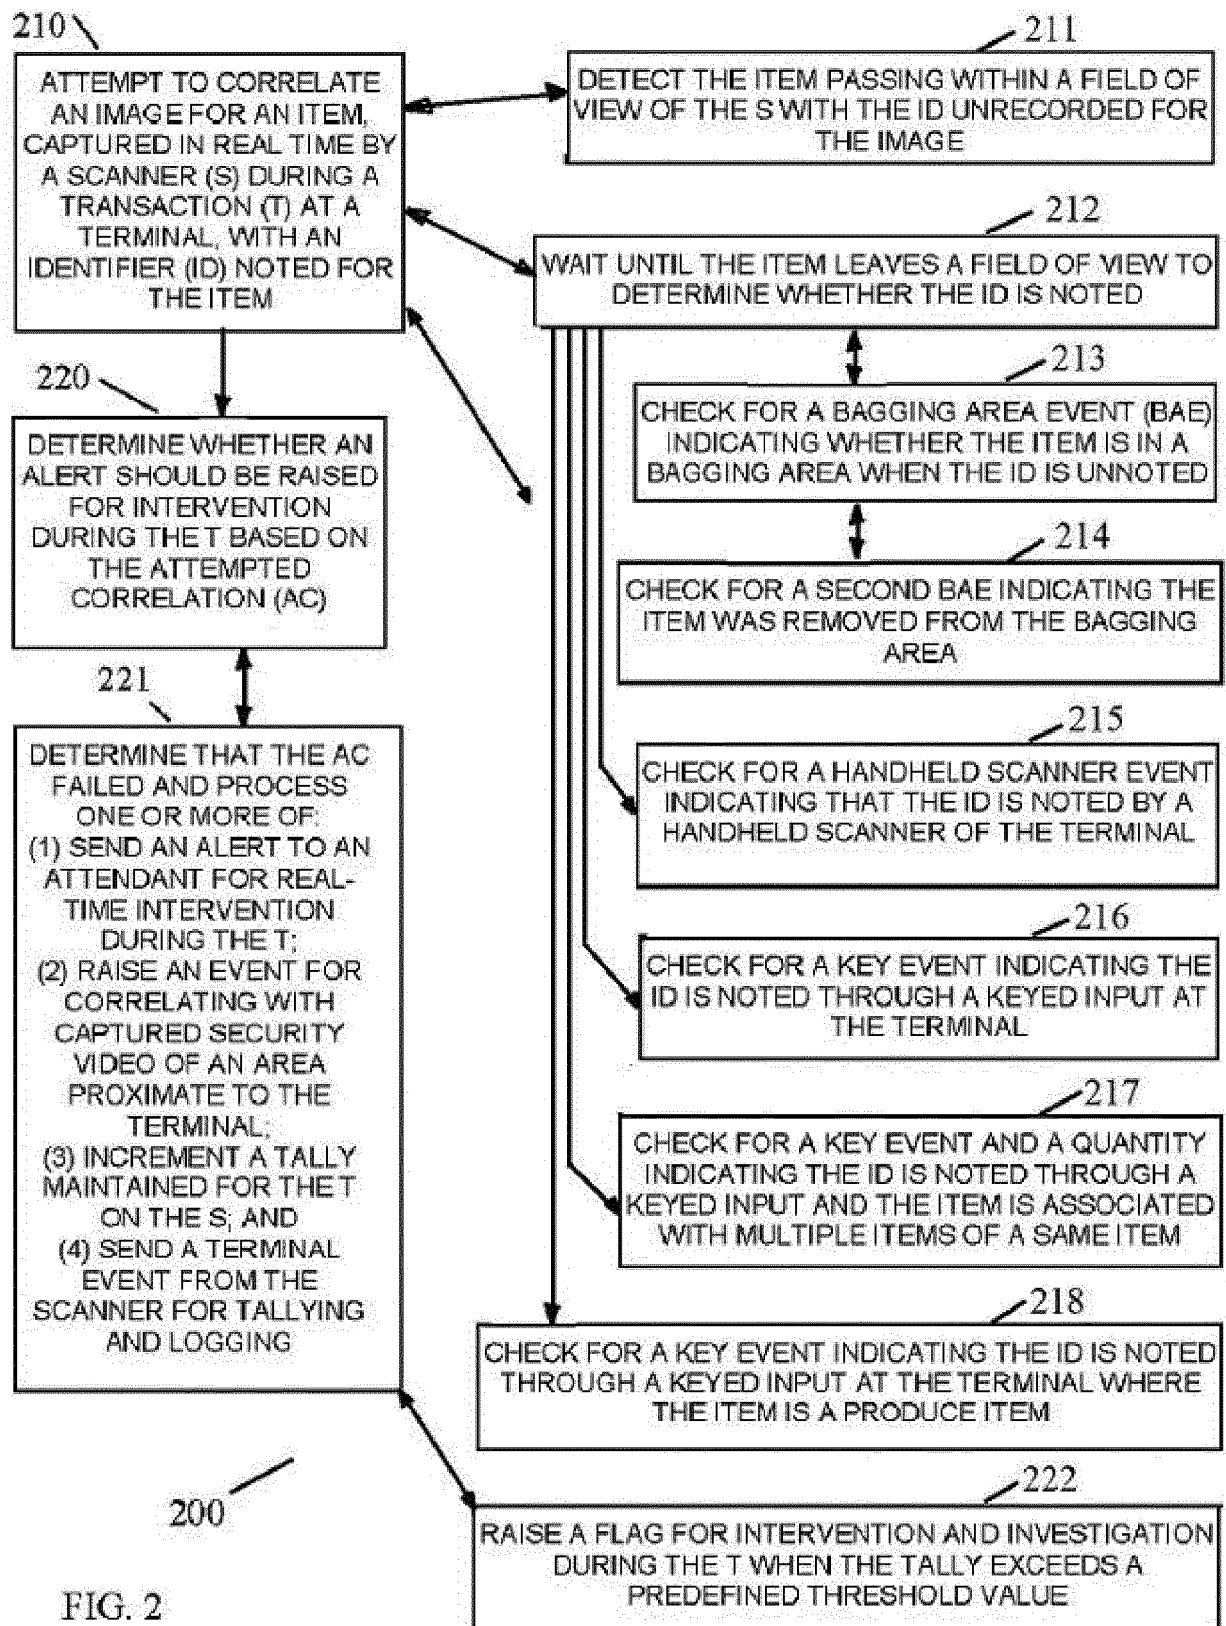 210
ATTEMPT TO CORRELATE
AN IMAGE FOR AN ITEM,
CAPTURED IN REAL TIME BY
A SCANNER (S) DURING A
TRANSACTION (T) AT A
TERMINAL, WITH AN
IDENTIFIER (ID) NOTED FOR
THE ITEM
211
DETECT THE ITEM PASSING WITHIN A FIELD OF
VIEW OF THE S WITH THE ID UNRECORDED FOR
THE IMAGE
212
WAIT UNTIL THE ITEM LEAVES A FIELD OF VIEW TO
DETERMINE WHETHER THE ID IS NOTED
213
CHECK FOR A BAGGING AREA EVENT (BAE)
INDICATING WHETHER THE ITEM IS IN A
BAGGING AREA WHEN THE ID IS UNNOTED
214
CHECK FOR A SECOND BAE INDICATING THE
ITEM WAS REMOVED FROM THE BAGGING
AREA
215
CHECK FOR A HANDHELD SCANNER EVENT
INDICATING THAT THE ID IS NOTED BY A
HANDHELD SCANNER OF THE TERMINAL
216
CHECK FOR A KEY EVENT INDICATING THE
ID IS NOTED THROUGH A KEYED INPUT AT
THE TERMINAL
217
CHECK FOR A KEY EVENT AND A QUANTITY
INDICATING THE ID IS NOTED THROUGH A
KEYED INPUT AND THE ITEM IS ASSOCIATED
WITH MULTIPLE ITEMS OF A SAME ITEM
218
CHECK FOR A KEY EVENT INDICATING THE ID IS NOTED
THROUGH A KEYED INPUT AT THE TERMINAL WHERE
THE ITEM IS A PRODUCE ITEM
220
DETERMINE WHETHER AN
ALERT SHOULD BE RAISED
FOR INTERVENTION
DURING THE T BASED ON
THE ATTEMPTED
CORRELATION (AC)
221
DETERMINE THAT THE AC
FAILED AND PROCESS
ONE OR MORE OF:
(1) SEND AN ALERT TO AN
ATTENDANT FOR REAL-
TIME INTERVENTION
DURING THE T;
(2) RAISE AN EVENT FOR
CORRELATING WITH
CAPTURED SECURITY
VIDEO OF AN AREA
PROXIMATE TO THE
TERMINAL;
(3) INCREMENT A TALLY
MAINTAINED FOR THE T
ON THE S; AND
(4) SEND A TERMINAL
EVENT FROM THE
SCANNER FOR TALLYING
AND LOGGING
222
RAISE A FLAG FOR INTERVENTION AND INVESTIGATION
DURING THE T WHEN THE TALLY EXCEEDS A
PREDEFINED THRESHOLD VALUE
200
FIG. 2